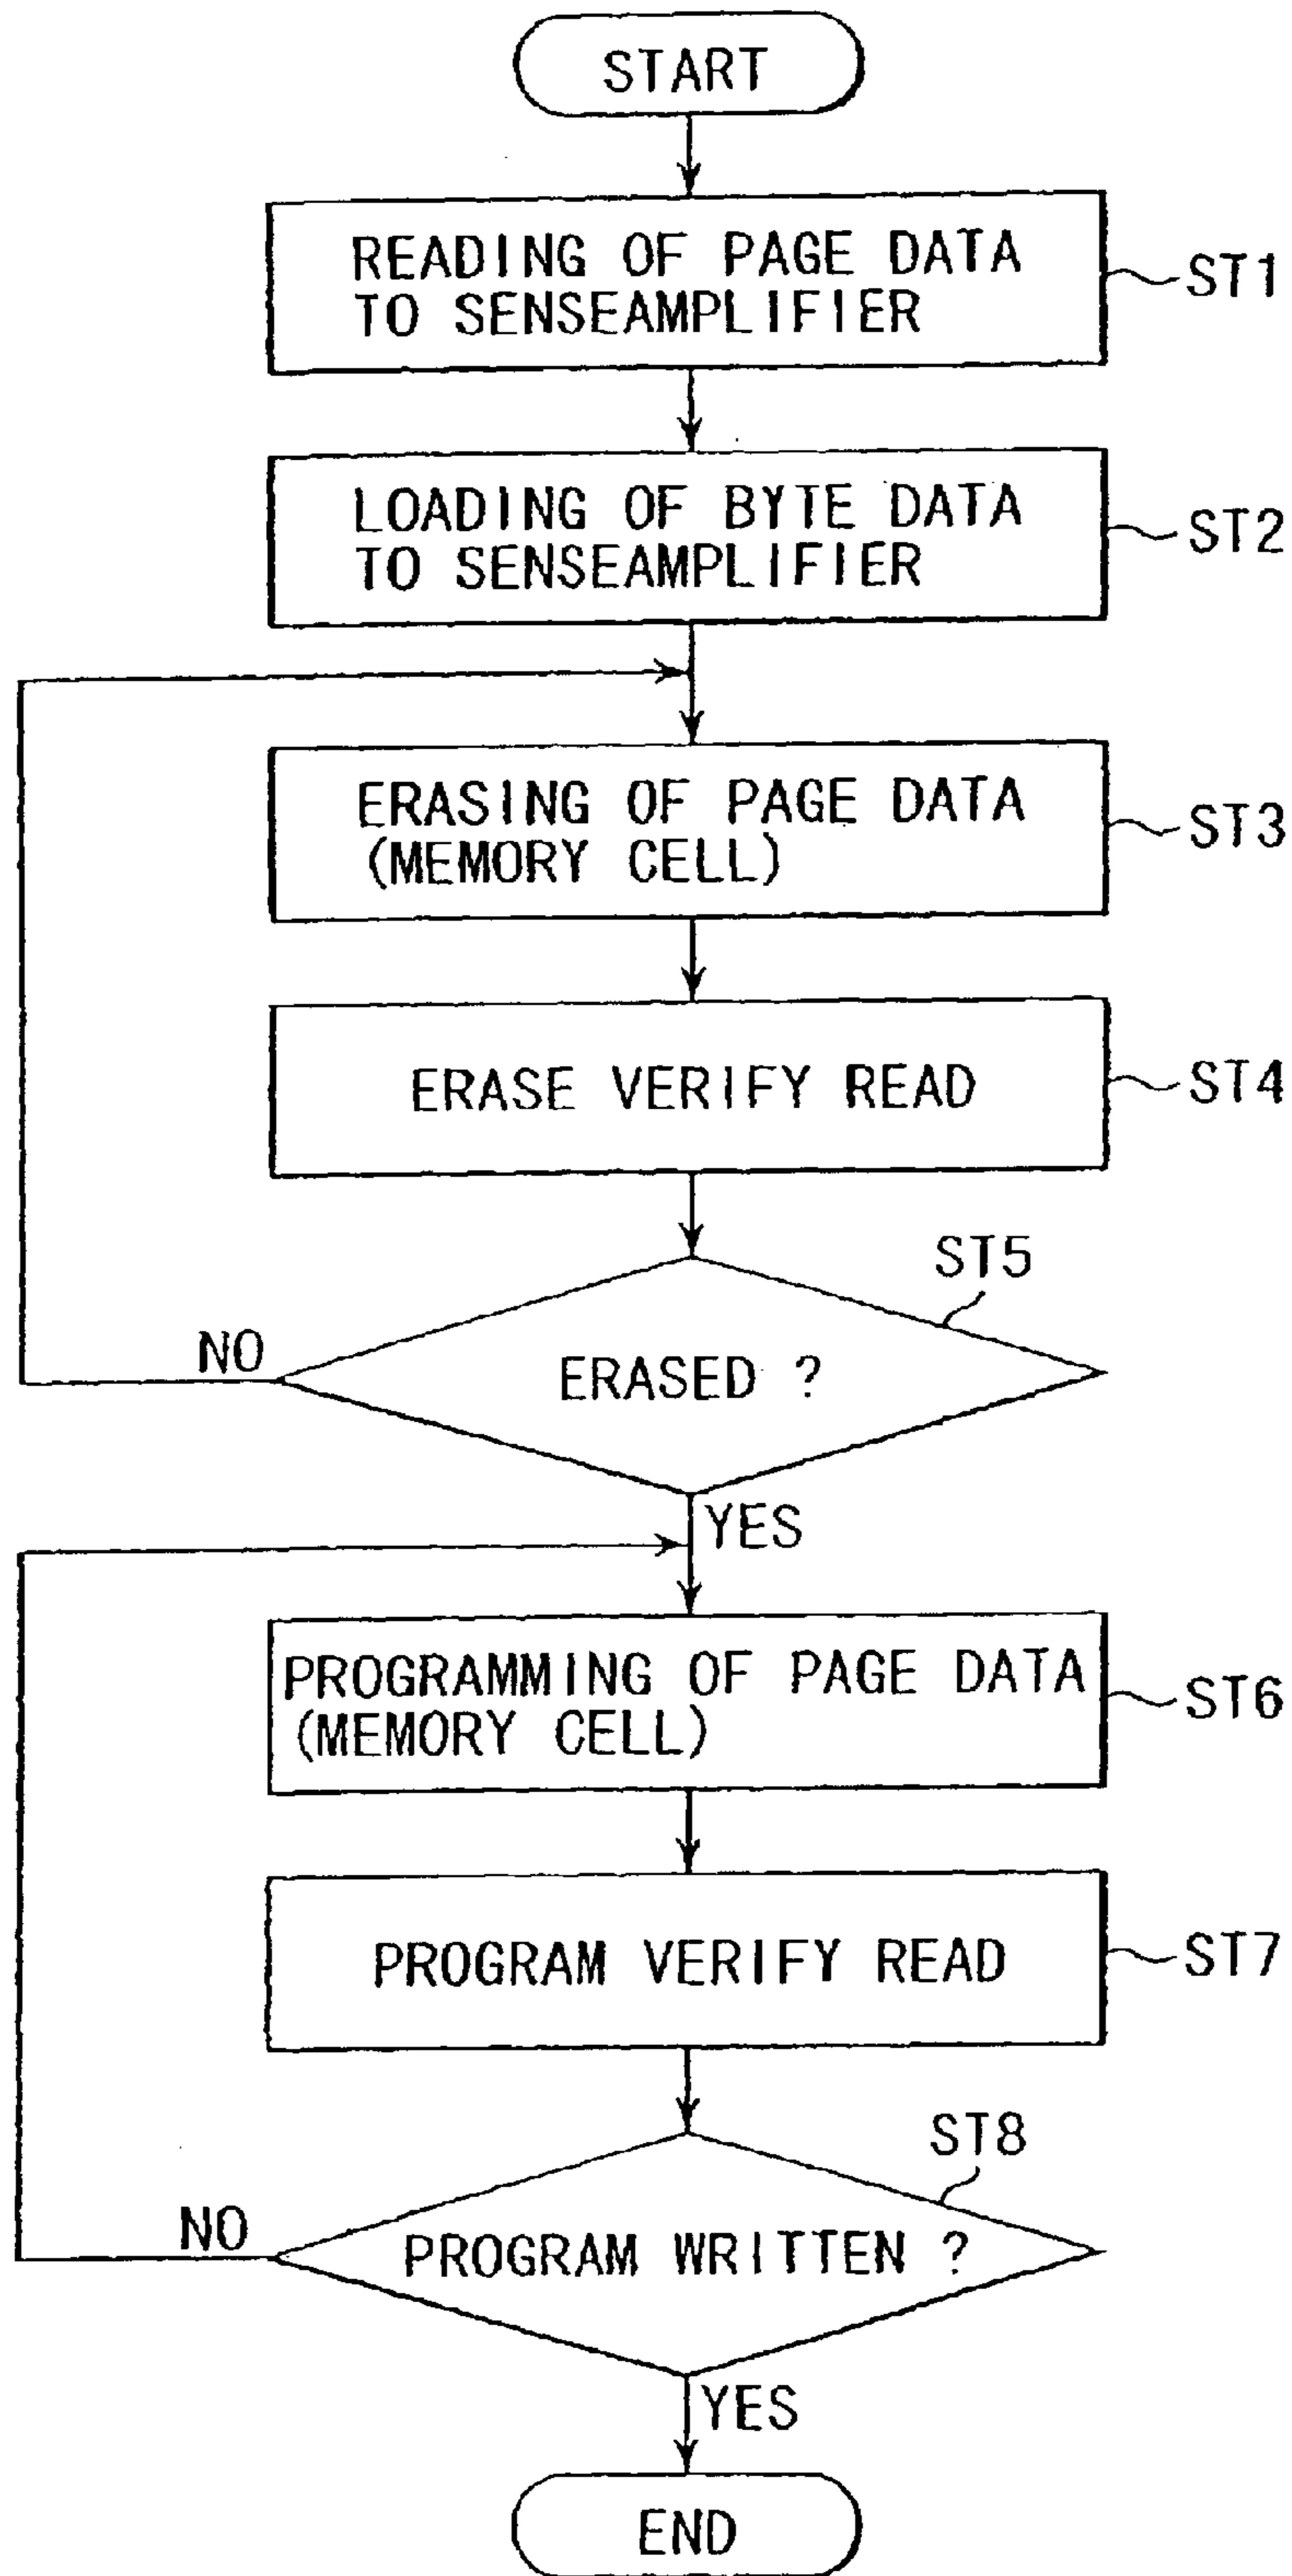 START
READING OF PAGE DATA
TO SENSEAMPLIFIER
ST1
LOADING OF BYTE DATA
TO SENSEAMPLIFIER
ST2
ERASING OF PAGE DATA
(MEMORY CELL)
ST3
ERASE VERIFY READ
ST4
ST5
NO
ERASED ?
YES
PROGRAMMING OF PAGE DATA
(MEMORY CELL)
ST6
PROGRAM VERIFY READ
ST7
ST8
NO
PROGRAM WRITTEN ?
YES
END